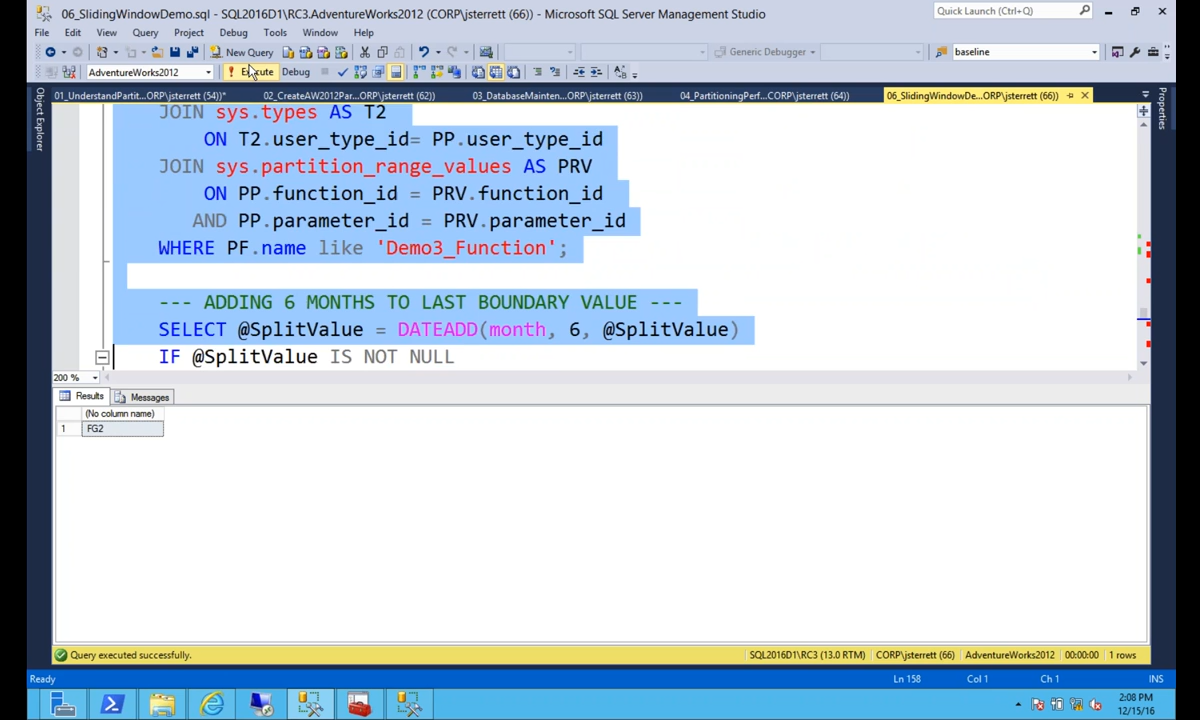 06_SlidingWindowDemo.sql - SQL2016D1\RC3.AdventureWorks2012 (CORP\jsterrett (66)) - Microsoft SQL Server Management Studio
Quick Launch (Ctrl+Q)
File Edit View Query Project Debug Tools Window Help
New Query
Generic Debugger
baseline
AdventureWorks2012
Execute Debug
Object Explorer
01_UnderstandParti...ORP\jsterrett (54))*
02_CreateAW2012Par...ORP\jsterrett (62))
03_DatabaseMainten...ORP\jsterrett (63))
04_PartitioningPerf...CORP\jsterrett (64))
06_SlidingWindowDe...ORP\jsterrett (66))
Properties
JOIN sys.types AS T2
ON T2.user_type_id= PP.user_type_id
JOIN sys.partition_range_values AS PRV
ON PP.function_id = PRV.function_id
AND PP.parameter_id = PRV.parameter_id
WHERE PF.name like 'Demo3_Function';
--- ADDING 6 MONTHS TO LAST BOUNDARY VALUE ---
SELECT @SplitValue = DATEADD(month, 6, @SplitValue)
IF @SplitValue IS NOT NULL
200 %
Results Messages
(No column name)
1 FG2
Query executed successfully.
SQL2016D1\RC3 (13.0 RTM) CORP\jsterrett (66) AdventureWorks2012 00:00:00 1 rows
Ready
Ln 158 Col 1 Ch 1 INS
2:08 PM
12/15/16